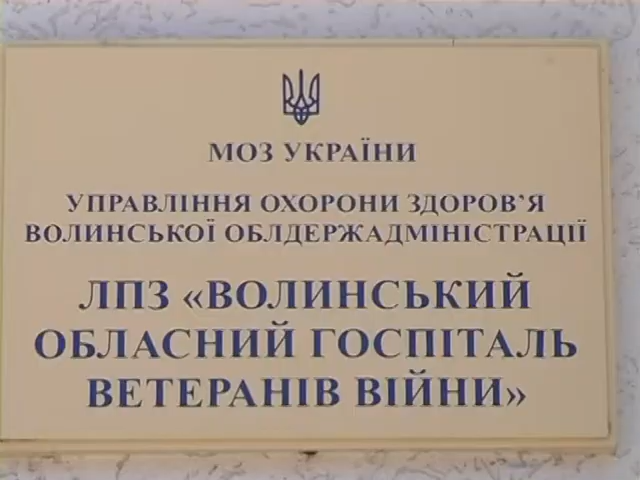 МОЗ УКРАЇНИ
УПРАВЛІННЯ ОХОРОНИ ЗДОРОВ’Я
ВОЛИНСЬКОЇ ОБЛДЕРЖАДМІНІСТРАЦІЇ
ЛПЗ «ВОЛИНСЬКИЙ
ОБЛАСНИЙ ГОСПІТАЛЬ
ВЕТЕРАНІВ ВІЙНИ»